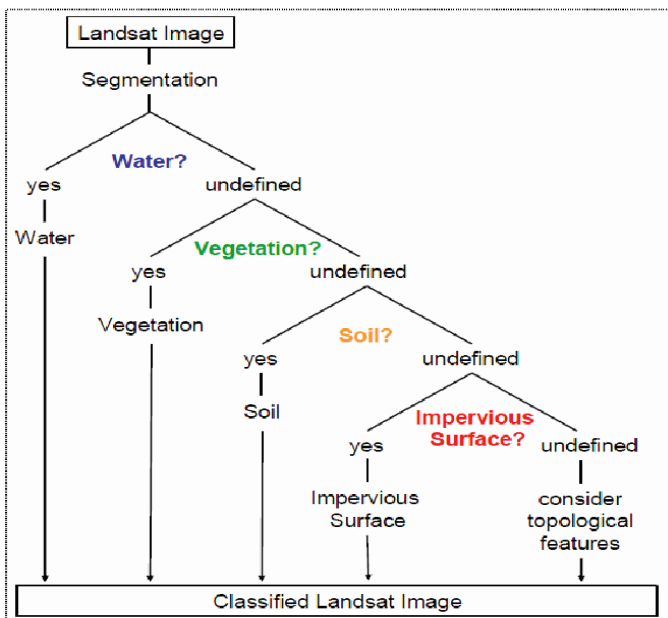 Landsat Image
Segmentation
Water?
yes
undefined
Water
Vegetation?
yes
undefined
Vegetation
Soil?
yes
undefined
Soil
Impervious
Surface?
yes
undefined
Impervious
Surface
consider
topological
features
Classified Landsat Image